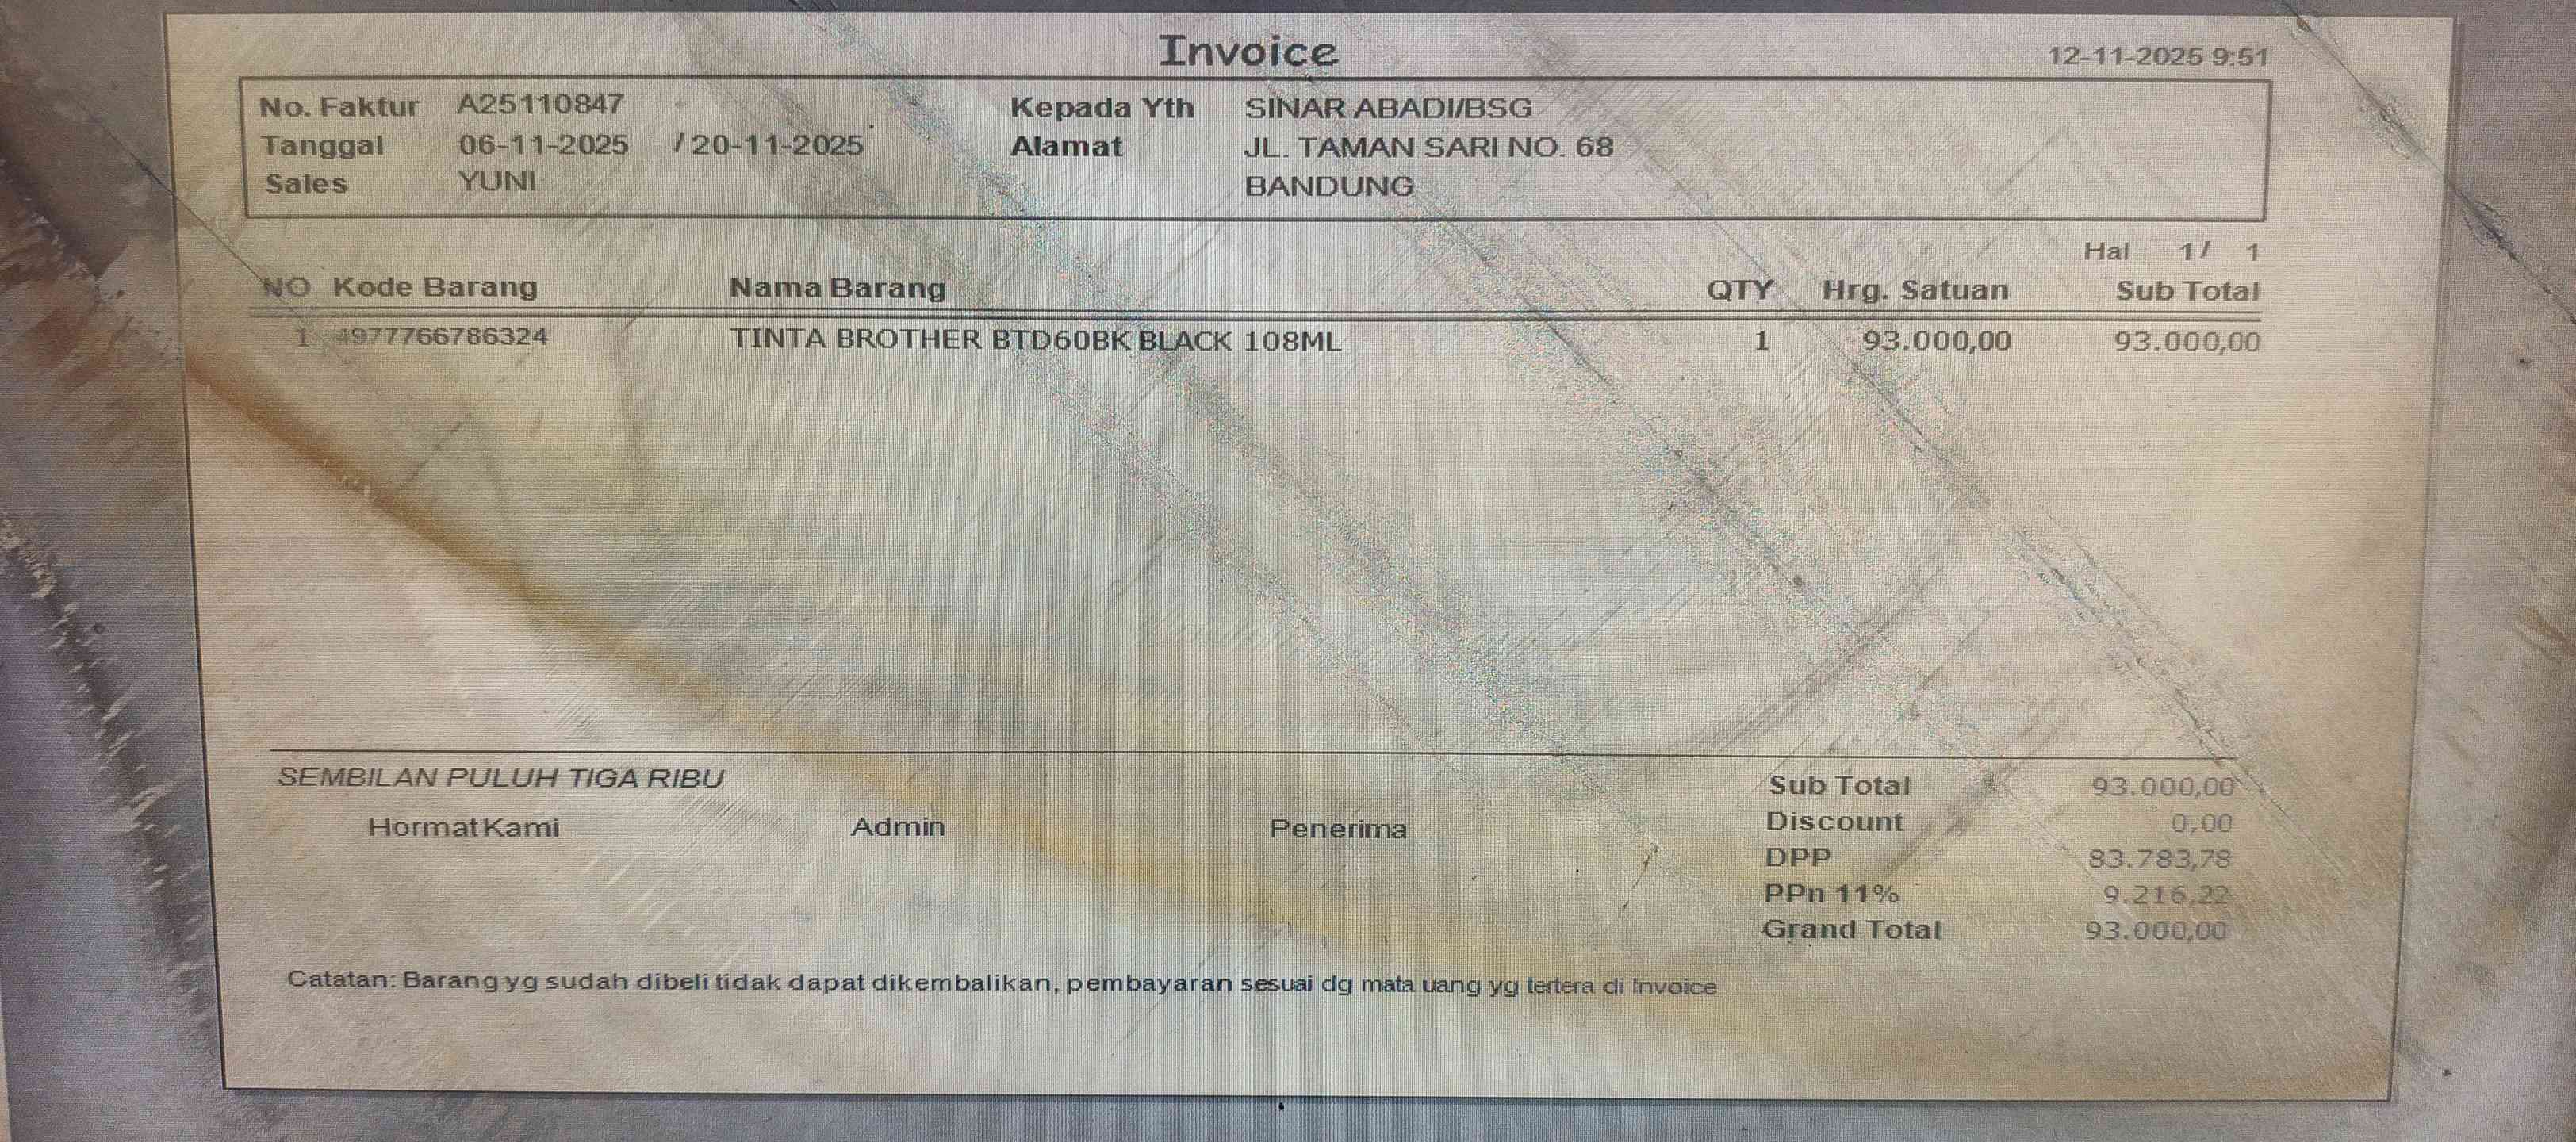 Invoice
12-11-2025 9:51
No. Faktur A25110847 Kepada Yth SINAR ABADI/BSG
Tanggal 06-11-2025 / 20-11-2025 Alamat JL. TAMAN SARI NO. 68
Sales YUNI BANDUNG
Hal 1/ 1
NO Kode Barang Nama Barang QTY Hrg. Satuan Sub Total
1 4977766786324 TINTA BROTHER BTD60BK BLACK 108ML 1 93.000,00 93.000,00
SEMBILAN PULUH TIGA RIBU
Sub Total 93.000,00
Hormat Kami Admin Penerima
Discount 0,00
DPP 83.783,78
PPn 11% 9.216,22
Grand Total 93.000,00
Catatan: Barang yg sudah dibeli tidak dapat dikembalikan, pembayaran sesuai dg mata uang yg tertera di Invoice